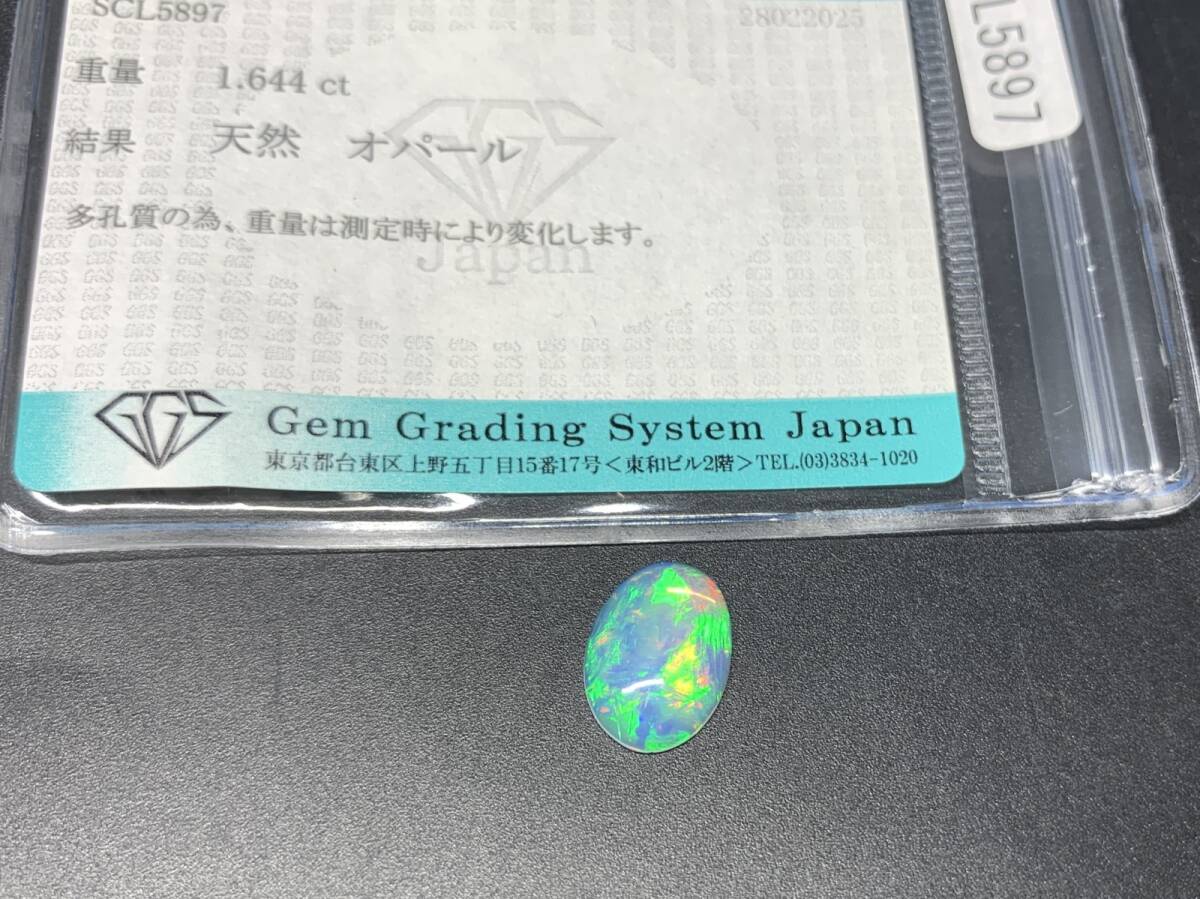 SCL5897 28022025
L5897
重量 1.644 ct
結果 天然 オパール
多孔質の為、重量は測定時により変化します。
GGS
Japan
GGS
Gem Grading System Japan
東京都台東区上野五丁目15番17号<東和ビル2階>TEL.(03)3834-1020